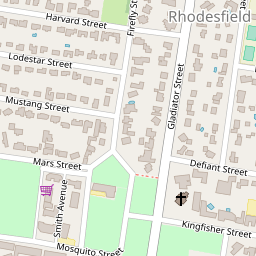 Rhodesfield
Harvard Street
Firefly St
Lodestar Street
Gladiator Street
Mustang Street
Mars Street
Defiant Street
Smith Avenue
Kingfisher Street
Mosquito Street